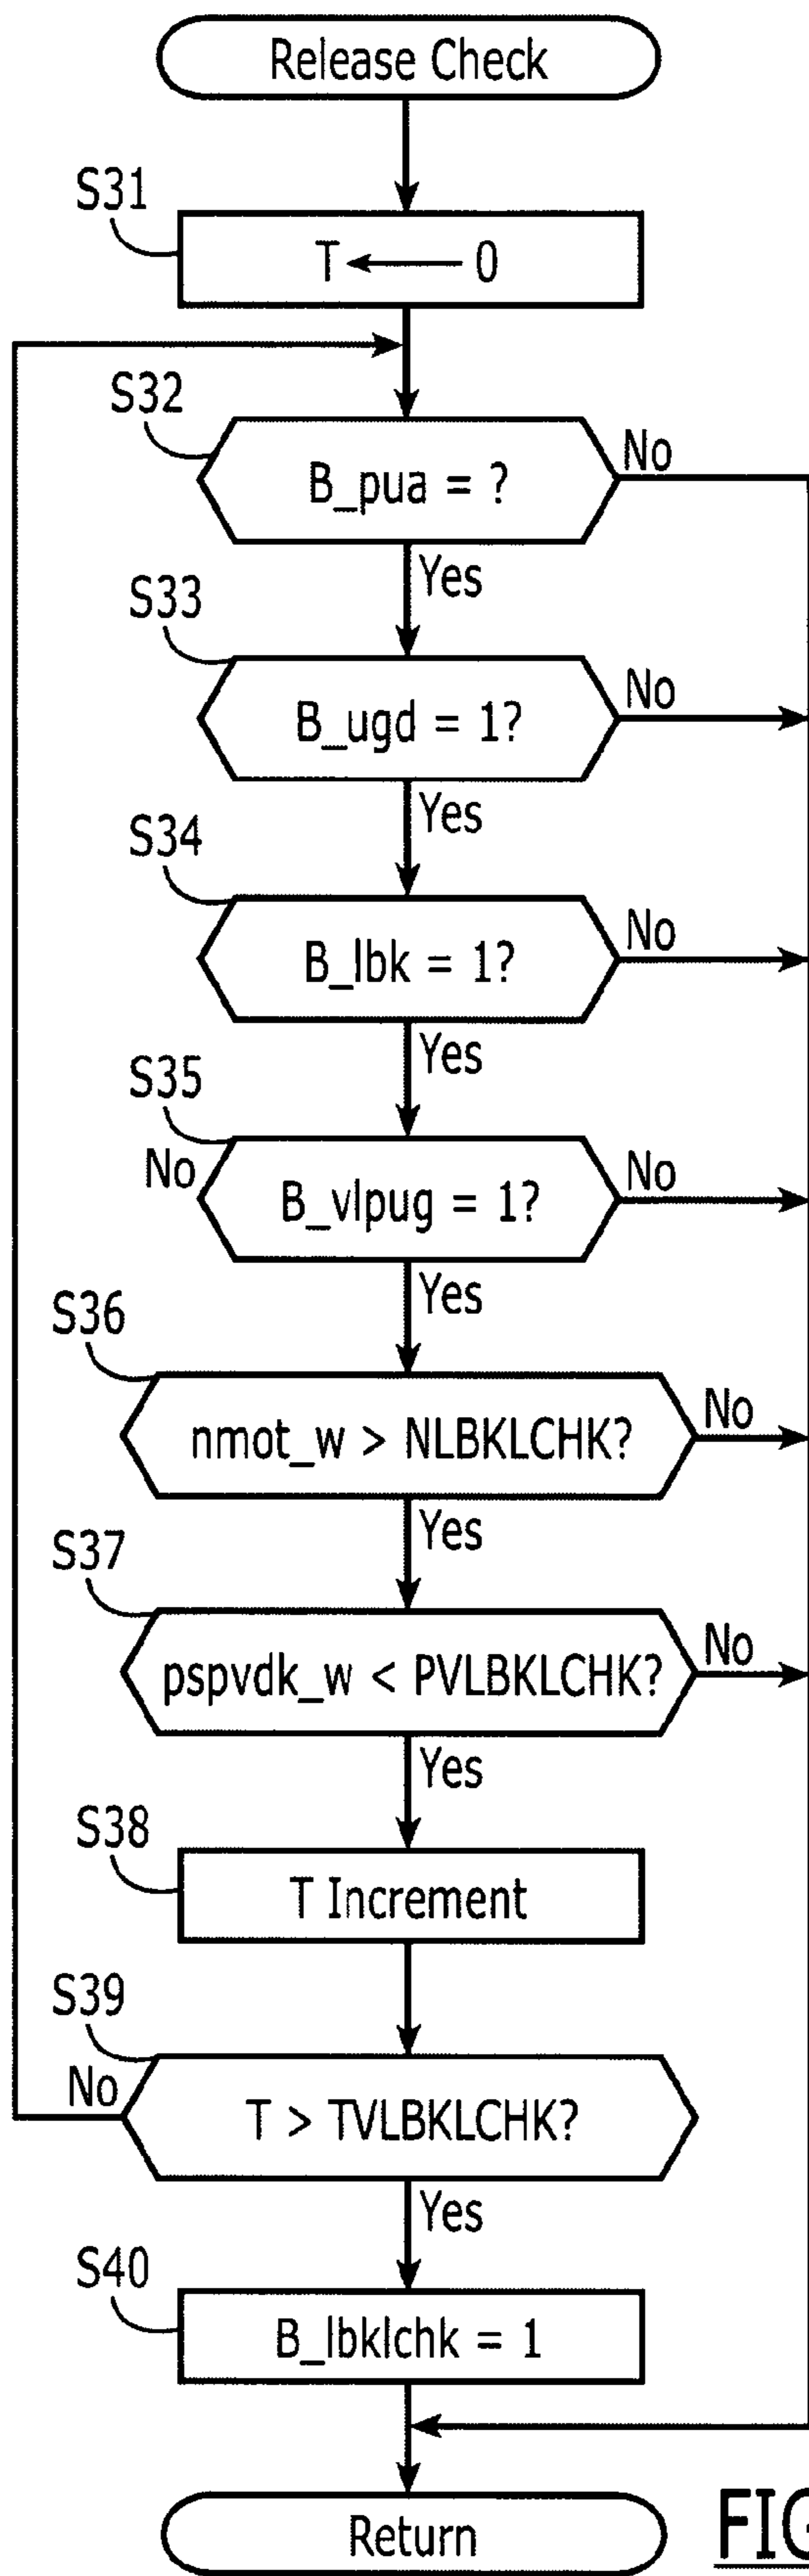 Release Check
S31
T ← 0
S32
B_pua = ?
No
Yes
S33
B_ugd = 1?
No
Yes
S34
B_lbk = 1?
No
Yes
S35
No
B_vlpug = 1?
No
Yes
S36
nmot_w > NLBKLCHK?
No
Yes
S37
pspvdk_w < PVLBKLCHK?
No
Yes
S38
T Increment
S39
No
T > TVLBKLCHK?
Yes
S40
B_lbklchk = 1
Return
FIG